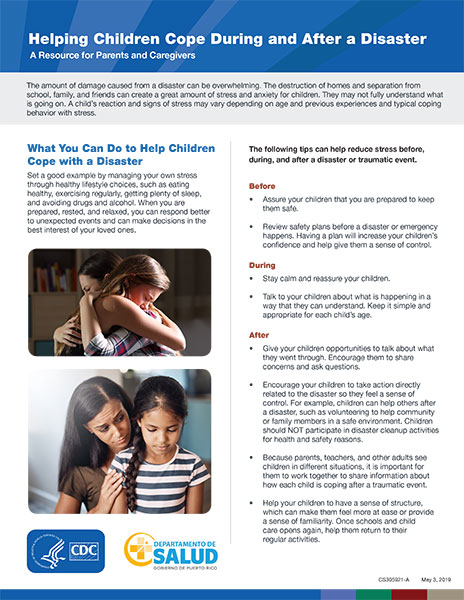 Helping Children Cope During and After a Disaster
A Resource for Parents and Caregivers
The amount of damage caused from a disaster can be overwhelming. The destruction of homes and separation from
school, family, and friends can create a great amount of stress and anxiety for children. They may not fully understand what
is going on. A child's reaction and signs of stress may vary depending on age and previous experiences and typical coping
behavior with stress.
What You Can Do to Help Children
Cope with a Disaster
Set a good example by managing your own stress
through healthy lifestyle choices, such as eating
healthy, exercising regularly, getting plenty of sleep,
and avoiding drugs and alcohol. When you are
prepared, rested, and relaxed, you can respond better
to unexpected events and can make decisions in the
best interest of your loved ones.
The following tips can help reduce stress before,
during, and after a disaster or traumatic event.
Before
• Assure your children that you are prepared to keep
them safe.
• Review safety plans before a disaster or emergency
happens. Having a plan will increase your children's
confidence and help give them a sense of control.
During
• Stay calm and reassure your children.
• Talk to your children about what is happening in a
way that they can understand. Keep it simple and
appropriate for each child's age.
After
• Give your children opportunities to talk about what
they went through. Encourage them to share
concerns and ask questions.
• Encourage your children to take action directly
related to the disaster so they feel a sense of
control. For example, children can help others after
a disaster, such as volunteering to help community
or family members in a safe environment. Children
should NOT participate in disaster cleanup activities
for health and safety reasons.
• Because parents, teachers, and other adults see
children in different situations, it is important for
them to work together to share information about
how each child is coping after a traumatic event.
• Help your children to have a sense of structure,
which can make them feel more at ease or provide
a sense of familiarity. Once schools and child
care opens again, help them return to their
regular activities.
CDC
DEPARTAMENTO DE
SALUD
GOBIERNO DE PUERTO RICO
CS305921-A May 3, 2019